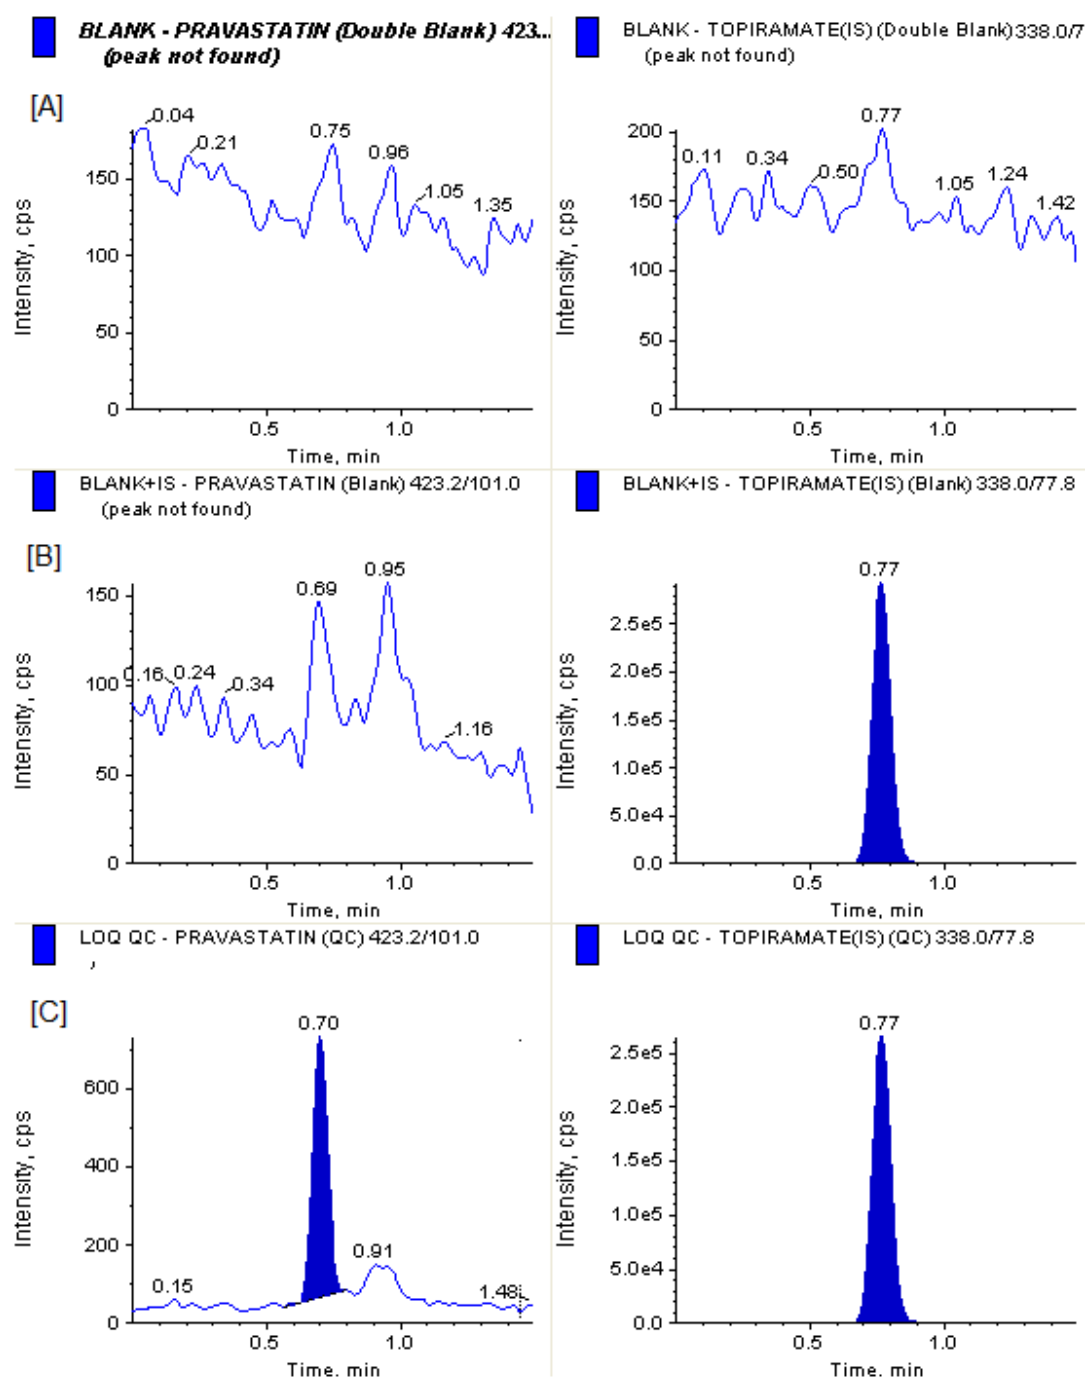 BLANK - PRAVASTATIN (Double Blank) 423...
(peak not found)
[A]
0.04
0.21
0.75
0.96
1.05
1.35
150
100
50
0
0.5
1.0
Intensity, cps
Time, min
BLANK - TOPIRAMATE(IS) (Double Blank) 338.0/7
(peak not found)
0.11
0.34
0.50
0.77
1.05
1.24
1.42
200
150
100
50
0
0.5
1.0
Intensity, cps
Time, min
BLANK+IS - PRAVASTATIN (Blank) 423.2/101.0
(peak not found)
[B]
0.16
0.24
0.34
0.69
0.95
1.16
150
100
50
0
0.5
1.0
Intensity, cps
Time, min
BLANK+IS - TOPIRAMATE(IS) (Blank) 338.0/77.8
0.77
2.5e5
2.0e5
1.5e5
1.0e5
5.0e4
0.0
0.5
1.0
Intensity, cps
Time, min
LOQ QC - PRAVASTATIN (QC) 423.2/101.0
,
[C]
0.15
0.70
0.91
1.48
600
400
200
0
0.5
1.0
Intensity, cps
Time, min
LOQ QC - TOPIRAMATE(IS) (QC) 338.0/77.8
0.77
2.5e5
2.0e5
1.5e5
1.0e5
5.0e4
0.0
0.5
1.0
Intensity, cps
Time, min